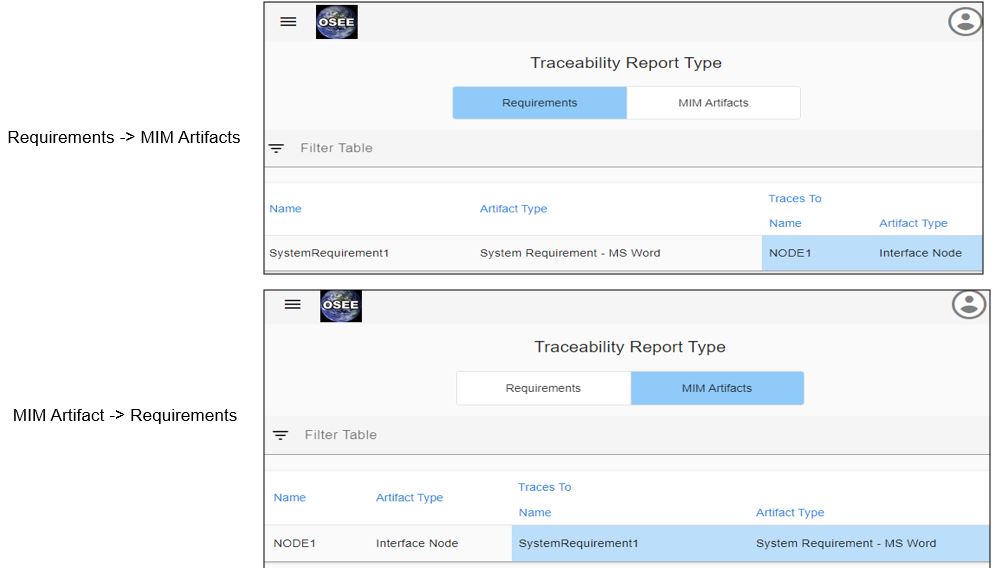 OSEE
Traceability Report Type
Requirements MIM Artifacts
Requirements -> MIM Artifacts
Filter Table
Traces To
Name Artifact Type
Name Artifact Type
SystemRequirement1 System Requirement - MS Word NODE1 Interface Node
OSEE
Traceability Report Type
Requirements MIM Artifacts
MIM Artifact -> Requirements
Filter Table
Traces To
Name Artifact Type
Name Artifact Type
NODE1 Interface Node SystemRequirement1 System Requirement - MS Word